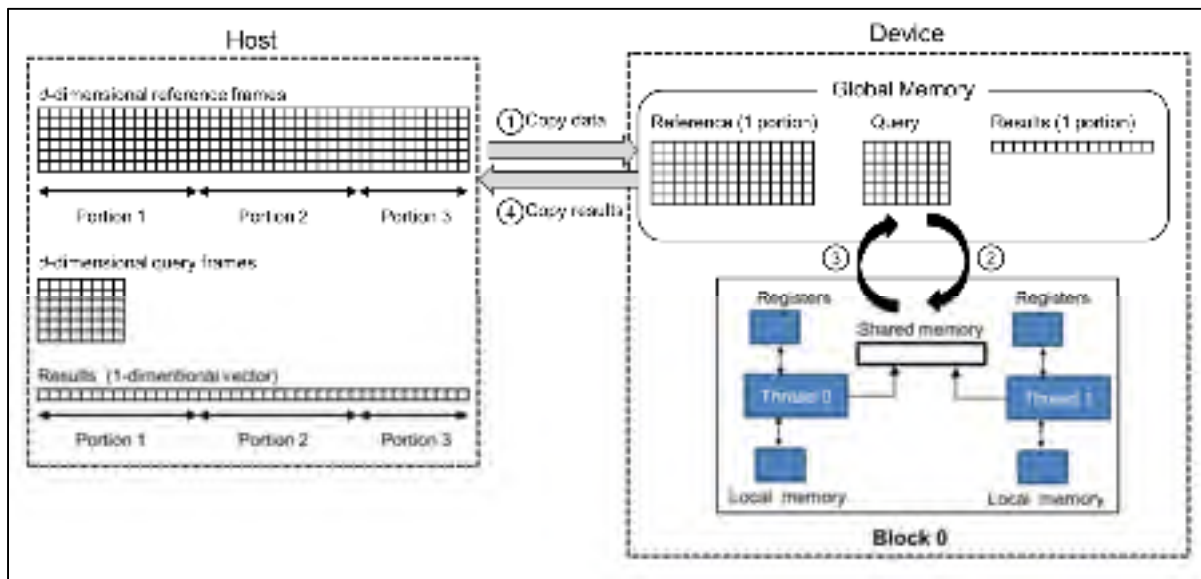 Host
d-dimensional reference frames
Portion 1
Portion 2
Portion 3
d-dimensional query frames
Results (1-dimentional vector)
Portion 1
Portion 2
Portion 3
① Copy data
④ Copy results
Device
Global Memory
Reference (1 portion)
Query
Results (1 portion)
③
②
Registers
Registers
Shared memory
Thread 0
Thread 1
Local memory
Local memory
Block 0